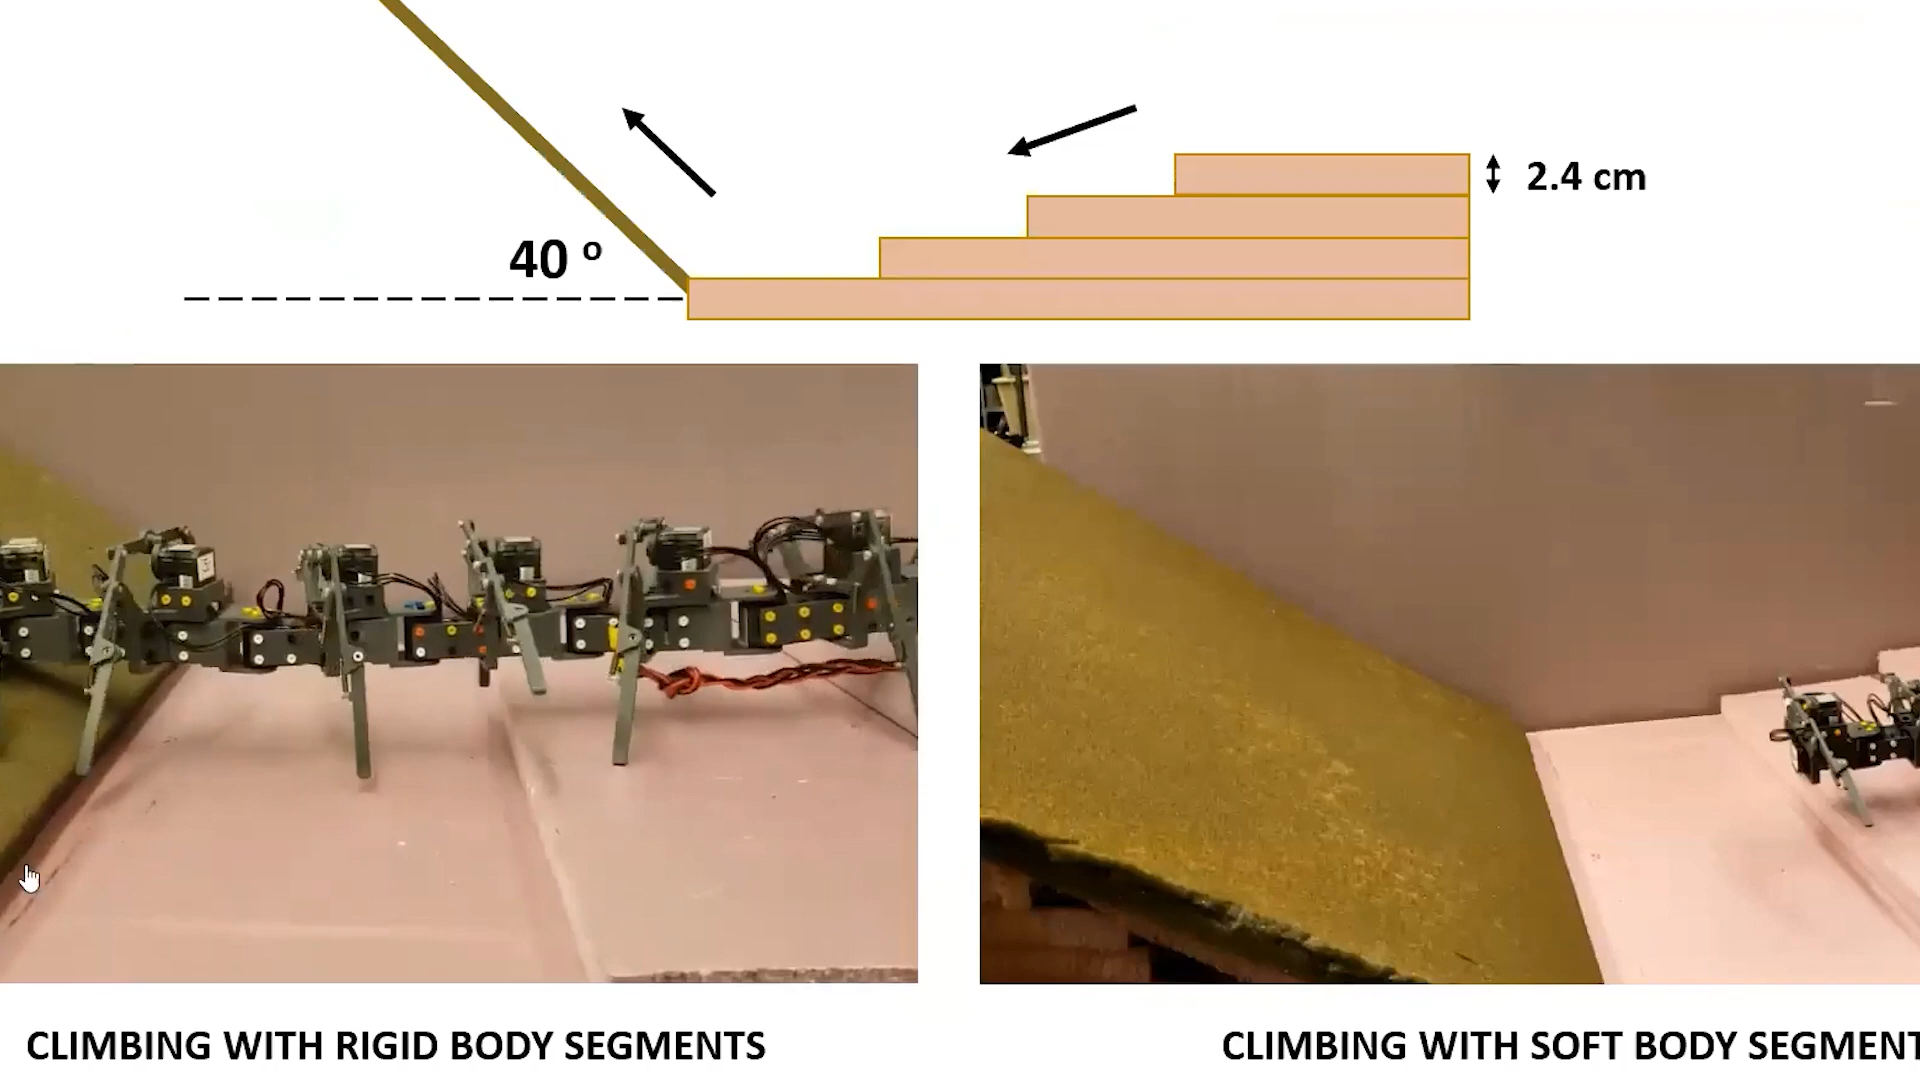 2.4 cm
40 º
CLIMBING WITH RIGID BODY SEGMENTS
CLIMBING WITH SOFT BODY SEGMENT